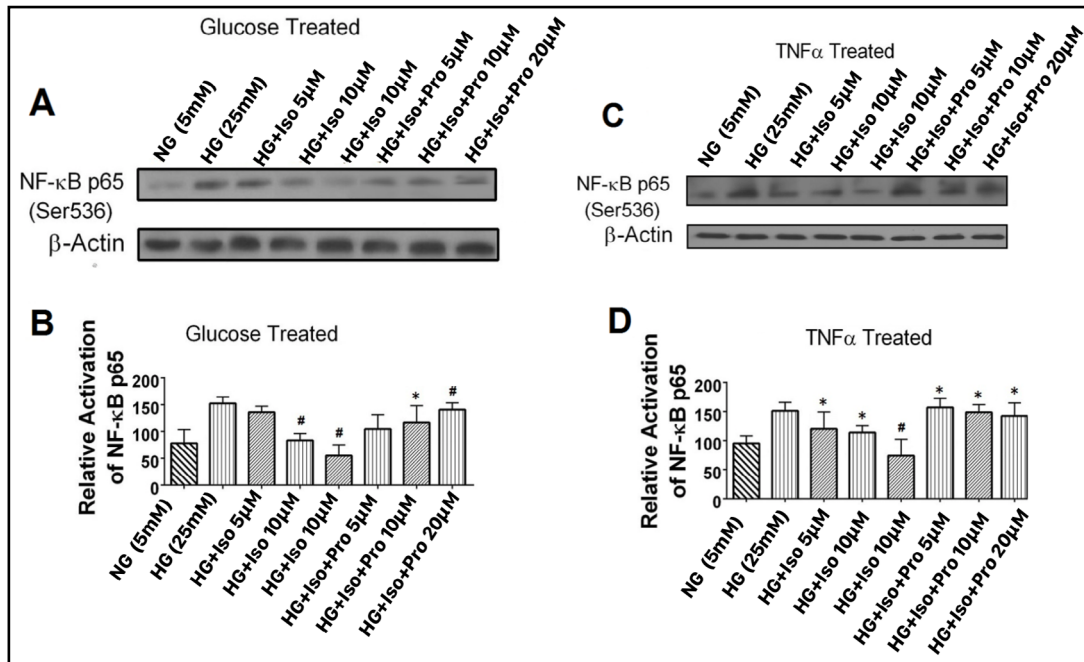 Glucose Treated
A
NG (5mM)
HG (25mM)
HG+Iso 5µM
HG+Iso 10µM
HG+Iso 10µM
HG+Iso+Pro 5µM
HG+Iso+Pro 10µM
HG+Iso+Pro 20µM
NF-κB p65
(Ser536)
β-Actin
TNFα Treated
C
NG (5mM)
HG (25mM)
HG+Iso 5µM
HG+Iso 10µM
HG+Iso 10µM
HG+Iso+Pro 5µM
HG+Iso+Pro 10µM
HG+Iso+Pro 20µM
NF-κB p65
(Ser536)
β-Actin
B
Glucose Treated
Relative Activation
of NF-κB p65
200
150
100
50
0
# # * #
NG (5mM)
HG (25mM)
HG+Iso 5µM
HG+Iso 10µM
HG+Iso 10µM
HG+Iso+Pro 5µM
HG+Iso+Pro 10µM
HG+Iso+Pro 20µM
D
TNFα Treated
Relative Activation
of NF-κB p65
200
150
100
50
0
* * # * * *
NG (5mM)
HG (25mM)
HG+Iso 5µM
HG+Iso 10µM
HG+Iso 10µM
HG+Iso+Pro 5µM
HG+Iso+Pro 10µM
HG+Iso+Pro 20µM